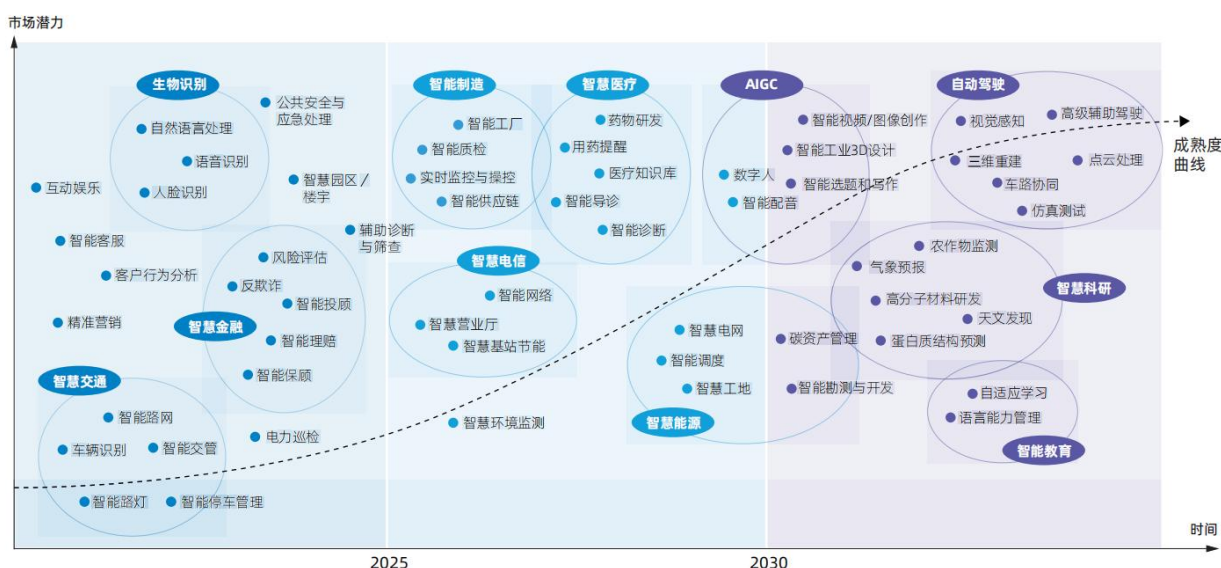 市场潜力
生物识别
自然语言处理
语音识别
人脸识别
公共安全与
应急处理
互动娱乐
智慧园区/
楼宇
智能客服
辅助诊断
与筛查
客户行为分析
精准营销
风险评估
反欺诈
智能投顾
智慧金融
智能理赔
智能保顾
智慧交通
智能路网
车辆识别
智能交管
电力巡检
智能路灯
智能停车管理
智能制造
智能工厂
智能质检
实时监控与操控
智能供应链
智慧医疗
药物研发
用药提醒
医疗知识库
智能导诊
智能诊断
智慧电信
智能网络
智慧营业厅
智慧基站节能
智慧环境监测
AIGC
智能视频/图像创作
智能工业3D设计
数字人
智能选题和写作
智能配音
智慧电网
碳资产管理
智能调度
智慧工地
智能勘测与开发
智慧能源
自动驾驶
视觉感知
高级辅助驾驶
三维重建
点云处理
车路协同
仿真测试
成熟度
曲线
农作物监测
气象预报
智慧科研
高分子材料研发
天文发现
蛋白质结构预测
自适应学习
语言能力管理
智能教育
时间
2025
2030